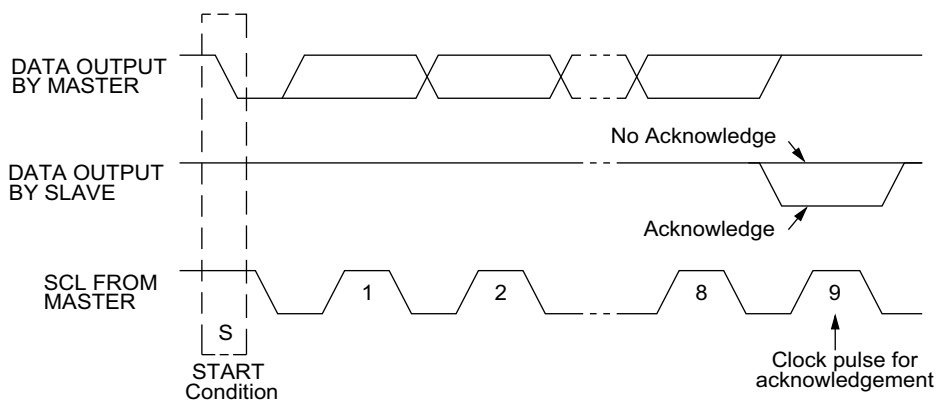 DATA OUTPUT
BY MASTER
No Acknowledge
DATA OUTPUT
BY SLAVE
Acknowledge
SCL FROM
MASTER
1
2
8
9
S
START
Condition
Clock pulse for
acknowledgement